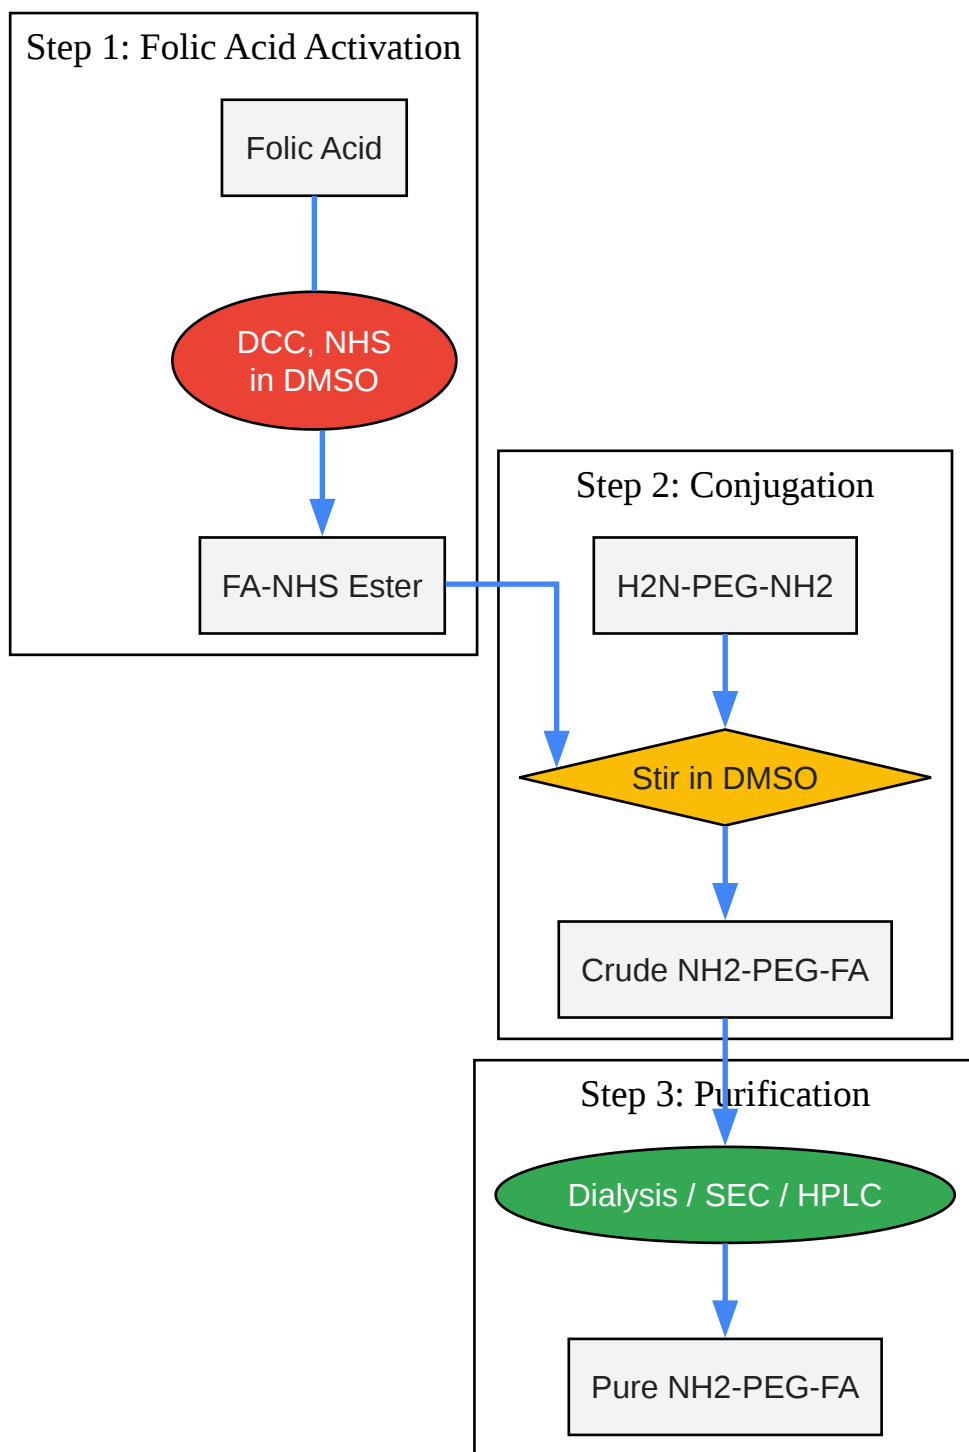 Step 1: Folic Acid Activation
Folic Acid
DCC, NHS
in DMSO
FA-NHS Ester
Step 2: Conjugation
H2N-PEG-NH2
Stir in DMSO
Crude NH2-PEG-FA
Step 3: Purification
Dialysis / SEC / HPLC
Pure NH2-PEG-FA